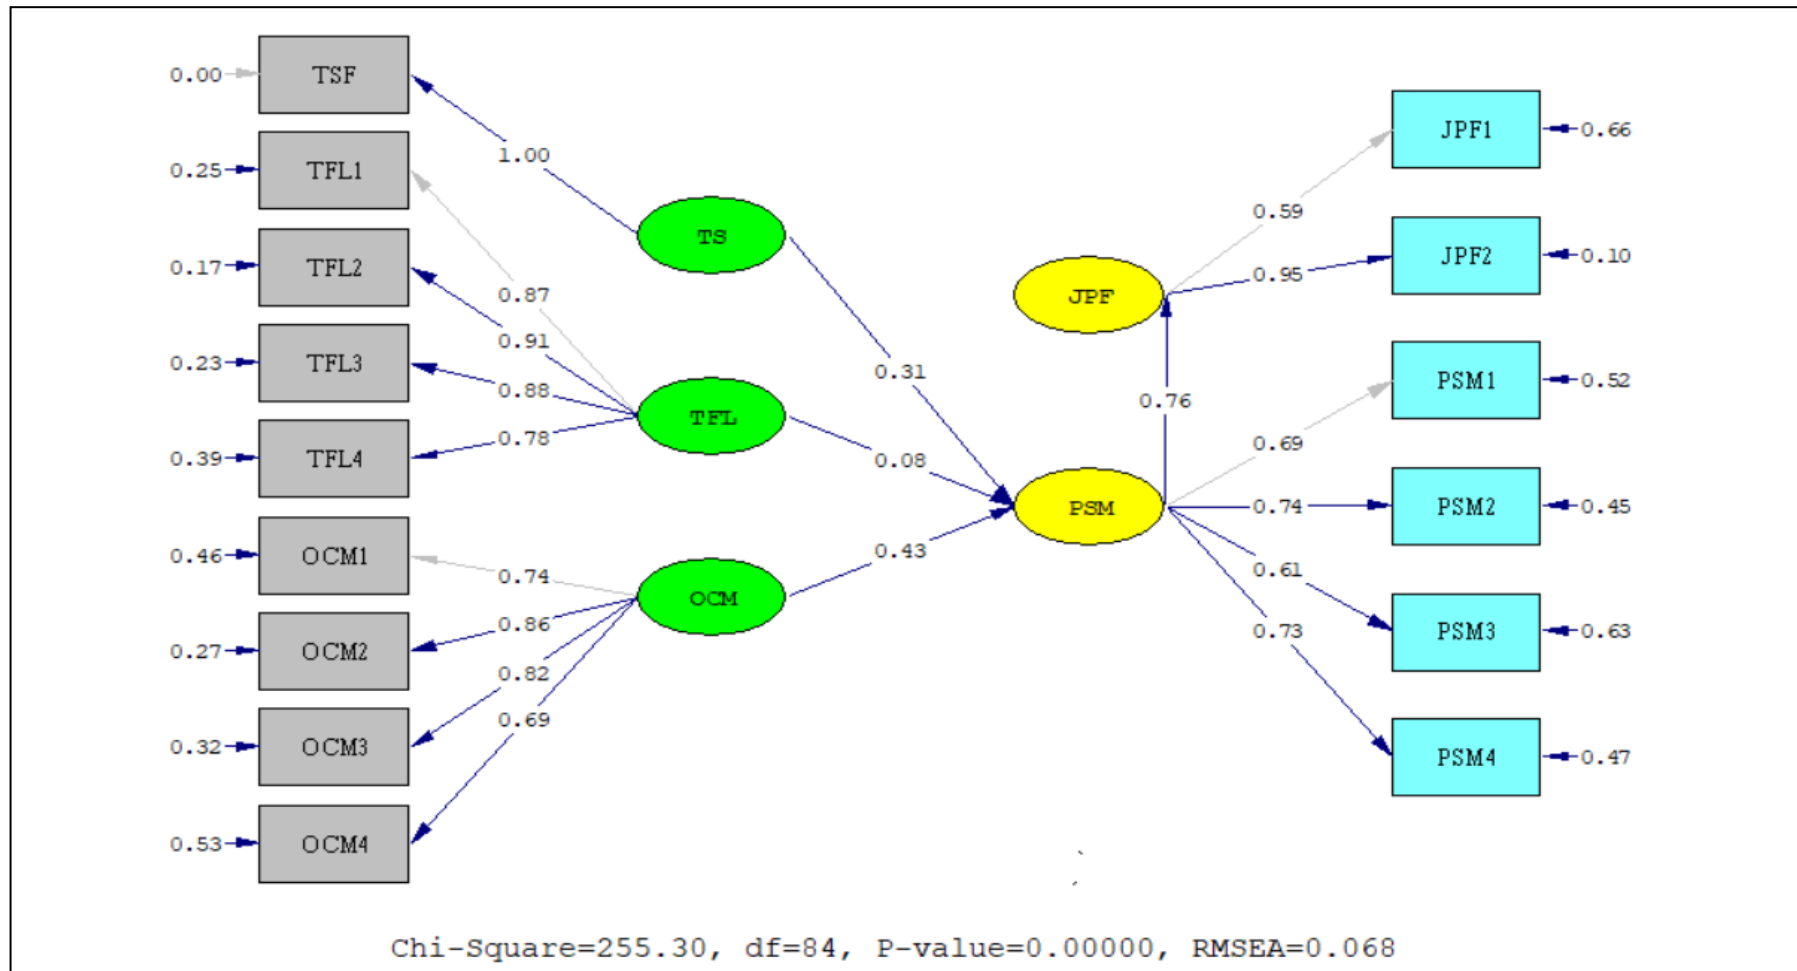 0.00 TSF
0.25 TFL1
0.17 TFL2
0.23 TFL3
0.39 TFL4
0.46 OCM1
0.27 OCM2
0.32 OCM3
0.53 OCM4
1.00
0.87
0.91
0.88
0.78
0.74
0.86
0.82
0.69
TS
TFL
OCM
0.31
0.08
0.43
JPF
0.76
PSM
0.59
0.95
0.69
0.74
0.61
0.73
JPF1 0.66
JPF2 0.10
PSM1 0.52
PSM2 0.45
PSM3 0.63
PSM4 0.47
Chi-Square=255.30, df=84, P-value=0.00000, RMSEA=0.068